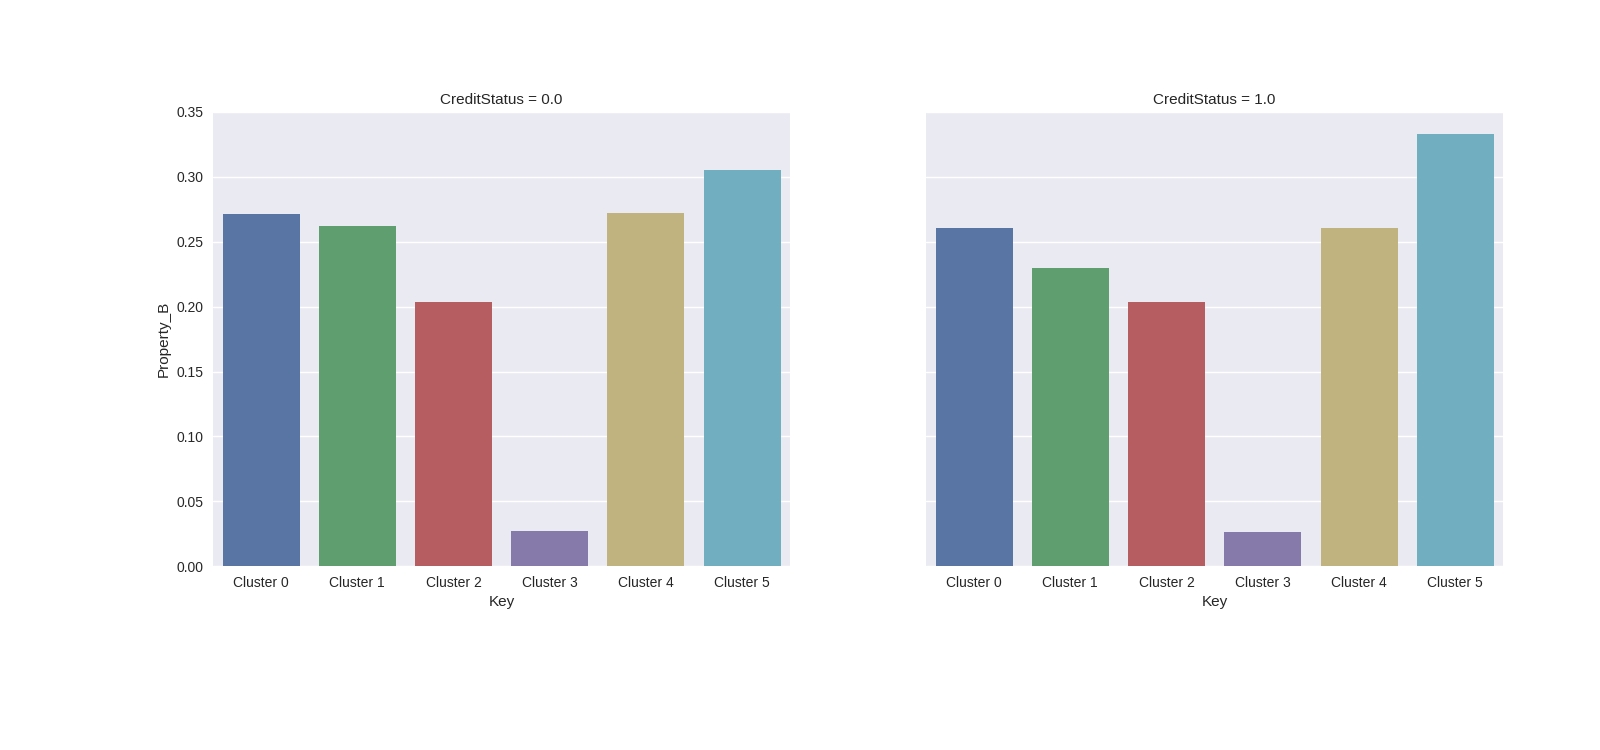 CreditStatus = 0.0
CreditStatus = 1.0
0.35
0.30
0.25
0.20
0.15
0.10
0.05
0.00
Property_B
Cluster 0 Cluster 1 Cluster 2 Cluster 3 Cluster 4 Cluster 5
Key
Cluster 0 Cluster 1 Cluster 2 Cluster 3 Cluster 4 Cluster 5
Key